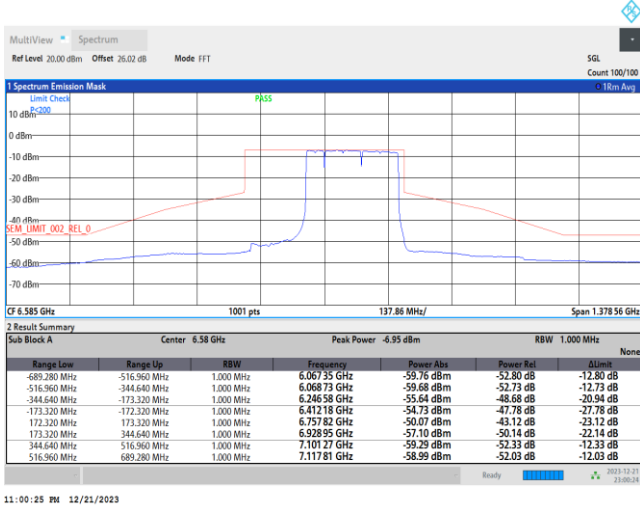 MultiView Spectrum
Ref Level 20.00 dBm Offset 26.02 dB Mode FFT SGL
Count 100/100
1 Spectrum Emission Mask 1Rm Avg
Limit Check PASS
P<200
10 dBm
0 dBm
-10 dBm
-20 dBm
-30 dBm
-40 dBm
SEM_LIMIT_002_REL_0
-50 dBm
-60 dBm
-70 dBm
CF 6.585 GHz 1001 pts 137.86 MHz/ Span 1.378 56 GHz
2 Result Summary
Sub Block A Center 6.58 GHz Peak Power -6.95 dBm RBW 1.000 MHz
None
Range Low Range Up RBW Frequency Power Abs Power Rel ΔLimit
-689.280 MHz -516.960 MHz 1.000 MHz 6.067 35 GHz -59.76 dBm -52.80 dB -12.80 dB
-516.960 MHz -344.640 MHz 1.000 MHz 6.068 73 GHz -59.68 dBm -52.73 dB -12.73 dB
-344.640 MHz -173.320 MHz 1.000 MHz 6.246 58 GHz -55.64 dBm -48.68 dB -20.94 dB
-173.320 MHz -172.320 MHz 1.000 MHz 6.412 18 GHz -54.73 dBm -47.78 dB -27.78 dB
172.320 MHz 173.320 MHz 1.000 MHz 6.757 82 GHz -50.07 dBm -43.12 dB -23.12 dB
173.320 MHz 344.640 MHz 1.000 MHz 6.928 95 GHz -57.10 dBm -50.14 dB -22.14 dB
344.640 MHz 516.960 MHz 1.000 MHz 7.101 27 GHz -59.29 dBm -52.33 dB -12.33 dB
516.960 MHz 689.280 MHz 1.000 MHz 7.117 81 GHz -58.99 dBm -52.03 dB -12.03 dB
Ready 2023-12-21
23:00:24
11:00:25 PM 12/21/2023